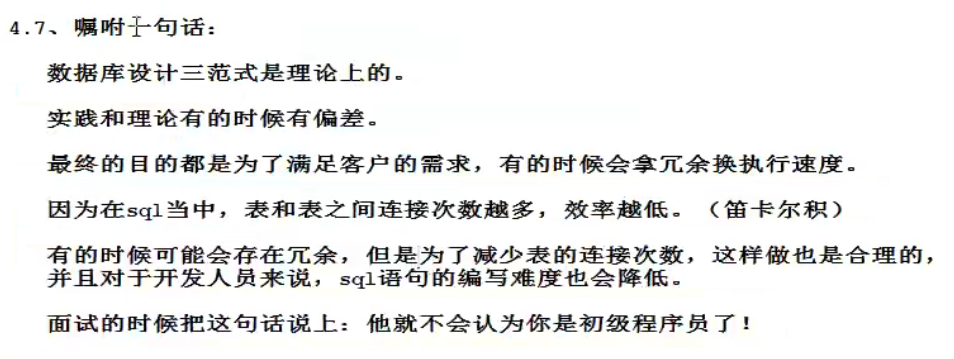 4.7、嘱咐一句话：
数据库设计三范式是理论上的。
实践和理论有的时候有偏差。
最终的目的都是为了满足客户的需求，有的时候会拿冗余换执行速度。
因为在sql当中，表和表之间连接次数越多，效率越低。（笛卡尔积）
有的时候可能会存在冗余，但是为了减少表的连接次数，这样做也是合理的，
并且对于开发人员来说，sql语句的编写难度也会降低。
面试的时候把这句话说上：他就不会认为你是初级程序员了！